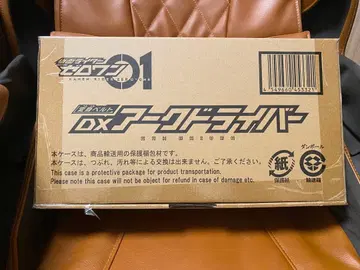 仮面ライダー
ゼロワン 01
4549660453321
変身ベルト
DXアークドライバー
本ケースは、商品輸送用の保護梱包材です。
本ケースの、つぶれ、汚れ等による交換は出来ません。ご了承ください。
This case is a protective package for product transportation.
Please note this case will not be object for refund in case of damage etc.
紙
保護紙
ダンボール